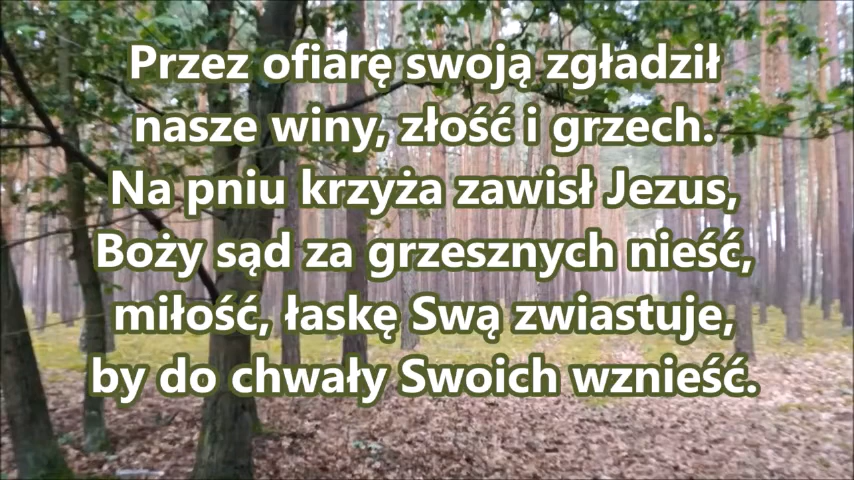 Przez ofiarę swoją zgładził
nasze winy, złość i grzech.
Na pniu krzyża zawisł Jezus,
Boży sąd za grzesznych nieść,
miłość, łaskę Swą zwiastuje,
by do chwały Swoich wznieść.